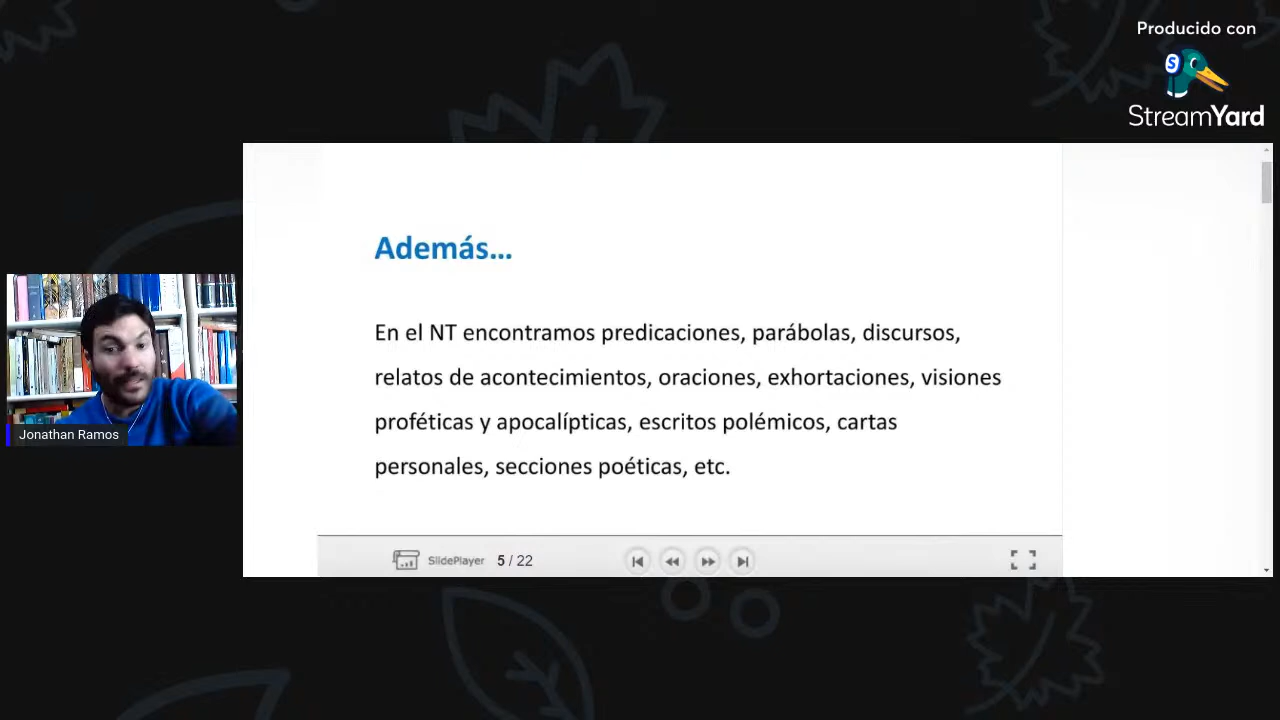 Producido con
S
StreamYard
Además...
En el NT encontramos predicaciones, parábolas, discursos,
relatos de acontecimientos, oraciones, exhortaciones, visiones
proféticas y apocalípticas, escritos polémicos, cartas
personales, secciones poéticas, etc.
Jonathan Ramos
SlidePlayer 5 / 22